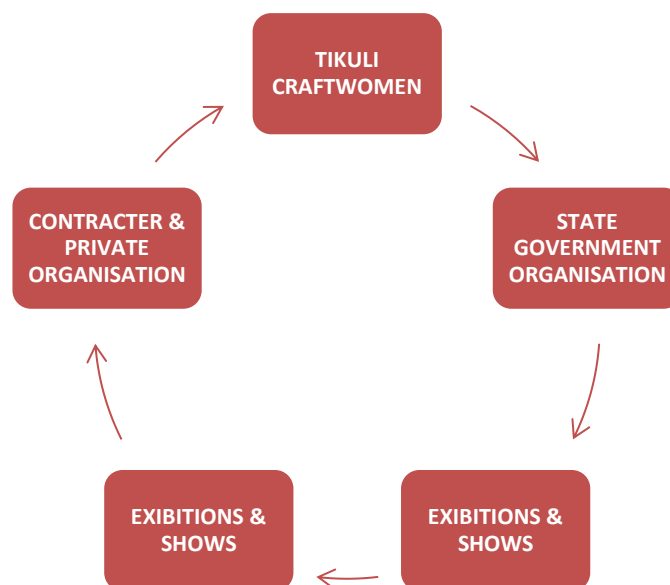 TIKULI
CRAFTWOMEN
STATE
GOVERNMENT
ORGANISATION
EXIBITIONS &
SHOWS
EXIBITIONS &
SHOWS
CONTRACTER &
PRIVATE
ORGANISATION